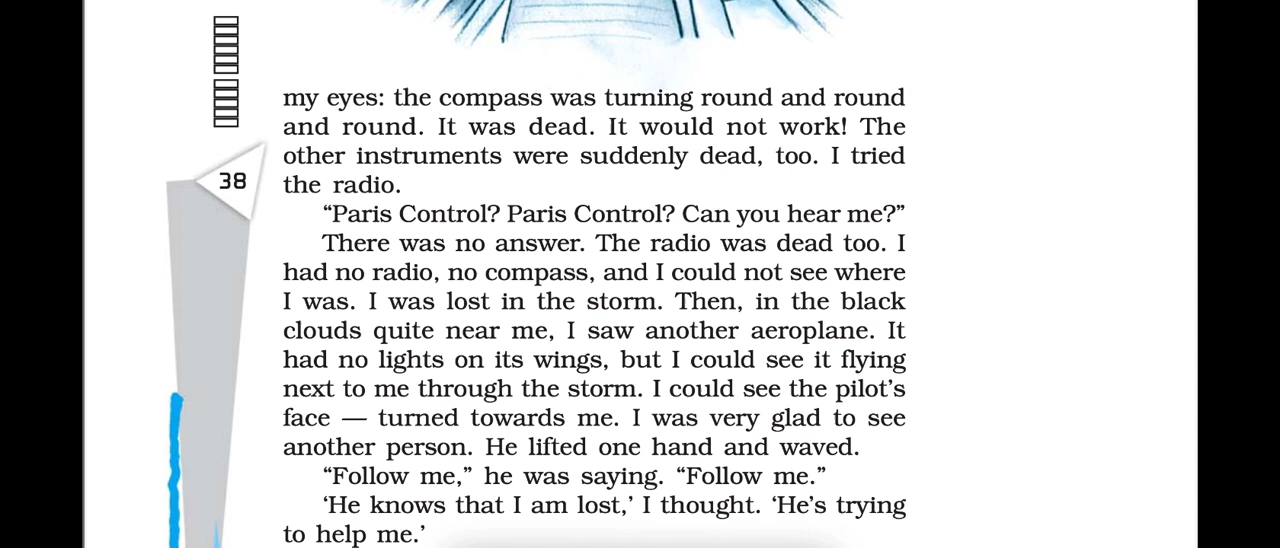 my eyes: the compass was turning round and round
and round. It was dead. It would not work! The
other instruments were suddenly dead, too. I tried
the radio.
“Paris Control? Paris Control? Can you hear me?”
There was no answer. The radio was dead too. I
had no radio, no compass, and I could not see where
I was. I was lost in the storm. Then, in the black
clouds quite near me, I saw another aeroplane. It
had no lights on its wings, but I could see it flying
next to me through the storm. I could see the pilot’s
face — turned towards me. I was very glad to see
another person. He lifted one hand and waved.
“Follow me,” he was saying. “Follow me.”
‘He knows that I am lost,’ I thought. ‘He’s trying
to help me.’
38